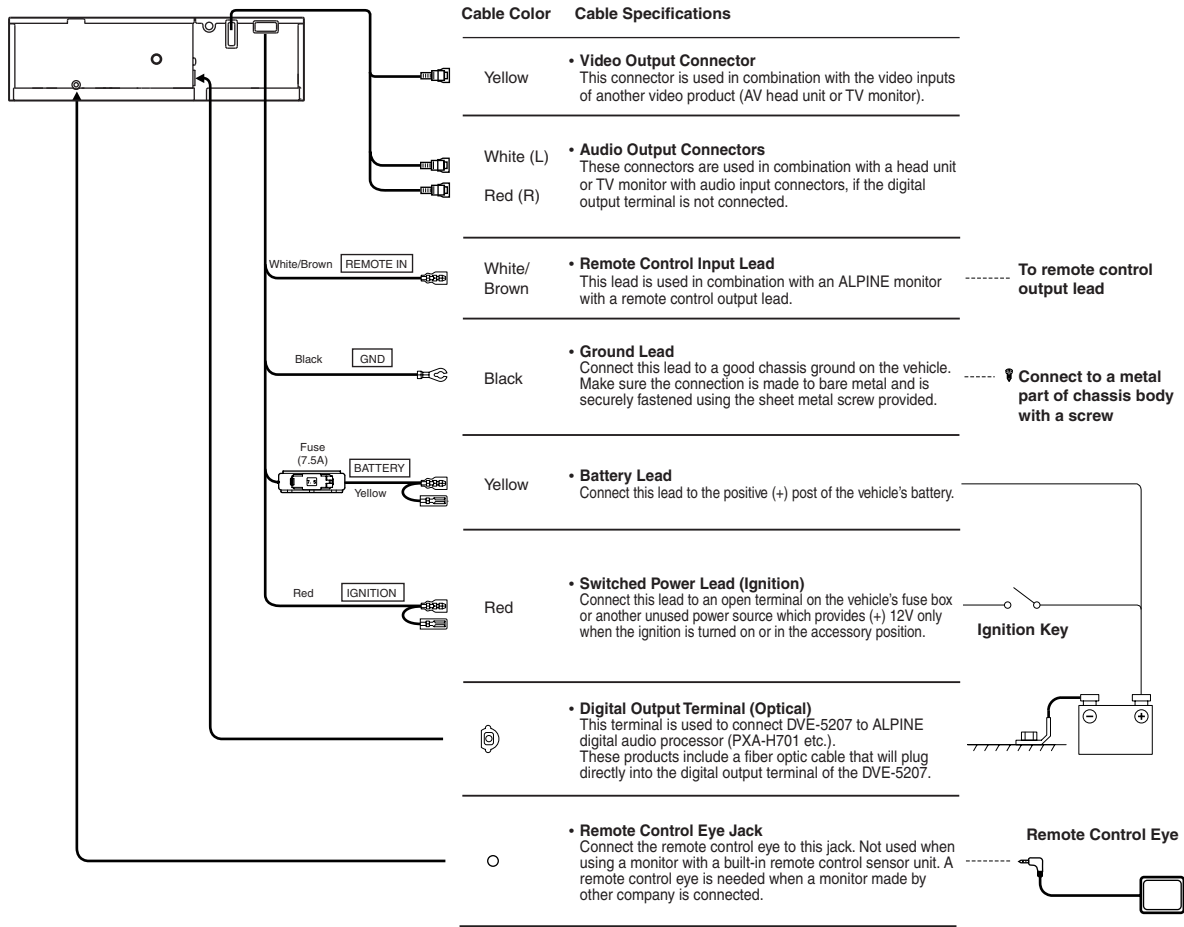 Cable Color Cable Specifications
Yellow
• Video Output Connector
This connector is used in combination with the video inputs
of another video product (AV head unit or TV monitor).
White (L)
Red (R)
• Audio Output Connectors
These connectors are used in combination with a head unit
or TV monitor with audio input connectors, if the digital
output terminal is not connected.
White/Brown REMOTE IN
White/
Brown
• Remote Control Input Lead
This lead is used in combination with an ALPINE monitor
with a remote control output lead.
To remote control
output lead
Black GND
Black
• Ground Lead
Connect this lead to a good chassis ground on the vehicle.
Make sure the connection is made to bare metal and is
securely fastened using the sheet metal screw provided.
Connect to a metal
part of chassis body
with a screw
Fuse
(7.5A)
BATTERY
Yellow
Yellow
• Battery Lead
Connect this lead to the positive (+) post of the vehicle's battery.
Red IGNITION
Red
• Switched Power Lead (Ignition)
Connect this lead to an open terminal on the vehicle's fuse box
or another unused power source which provides (+) 12V only
when the ignition is turned on or in the accessory position.
Ignition Key
• Digital Output Terminal (Optical)
This terminal is used to connect DVE-5207 to ALPINE
digital audio processor (PXA-H701 etc.).
These products include a fiber optic cable that will plug
directly into the digital output terminal of the DVE-5207.
⊖ ⊕
• Remote Control Eye Jack
Connect the remote control eye to this jack. Not used when
using a monitor with a built-in remote control sensor unit. A
remote control eye is needed when a monitor made by
other company is connected.
Remote Control Eye